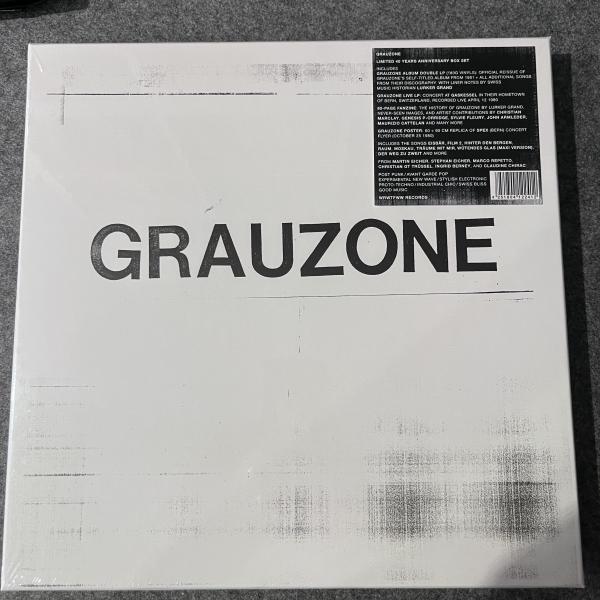 GRAUZONE
LIMITED 40 YEARS ANNIVERSARY BOX SET
INCLUDES
GRAUZONE ALBUM DOUBLE LP (180G VINYLS): OFFICIAL REISSUE OF
GRAUZONE'S SELF-TITLED ALBUM FROM 1981 + ALL ADDITIONAL SONGS
FROM THEIR DISCOGRAPHY. WITH LINER NOTES BY SWISS
MUSIC HISTORIAN LURKER GRAND
GRAUZONE LIVE LP: CONCERT AT GASKESSEL IN THEIR HOMETOWN
OF BERN, SWITZERLAND, RECORDED LIVE APRIL 12 1980
80-PAGE FANZINE: THE HISTORY OF GRAUZONE BY LURKER GRAND,
NEVER-SEEN IMAGES, AND ARTIST CONTRIBUTIONS BY CHRISTIAN
MARCLAY, GENESIS P-ORRIDGE, SYLVIE FLEURY, JOHN ARMLEDER,
MAURIZIO CATTELAN AND MANY MORE
GRAUZONE POSTER: 60 x 90 CM REPLICA OF SPEX (BERN) CONCERT
FLYER (OCTOBER 25 1980)
INCLUDES THE SONGS EISBÄR, FILM 2, HINTER DEN BERGEN,
RAUM, MOSKAU, TRÄUME MIT MIR, WÜTENDES GLAS (MAXI VERSION),
DER WEG ZU ZWEIT AND MORE
FROM MARTIN EICHER, STEPHAN EICHER, MARCO REPETTO,
CHRISTIAN GT TRÜSSEL, INGRID BERNEY, AND CLAUDINE CHIRAC
POST PUNK / AVANT GARDE POP
EXPERIMENTAL NEW WAVE / STYLISH ELECTRONIC
PROTO-TECHNO / INDUSTRIAL CHIC / SWISS BLISS
GOOD MUSIC
WRWTFWW RECORDS
GRAUZONE